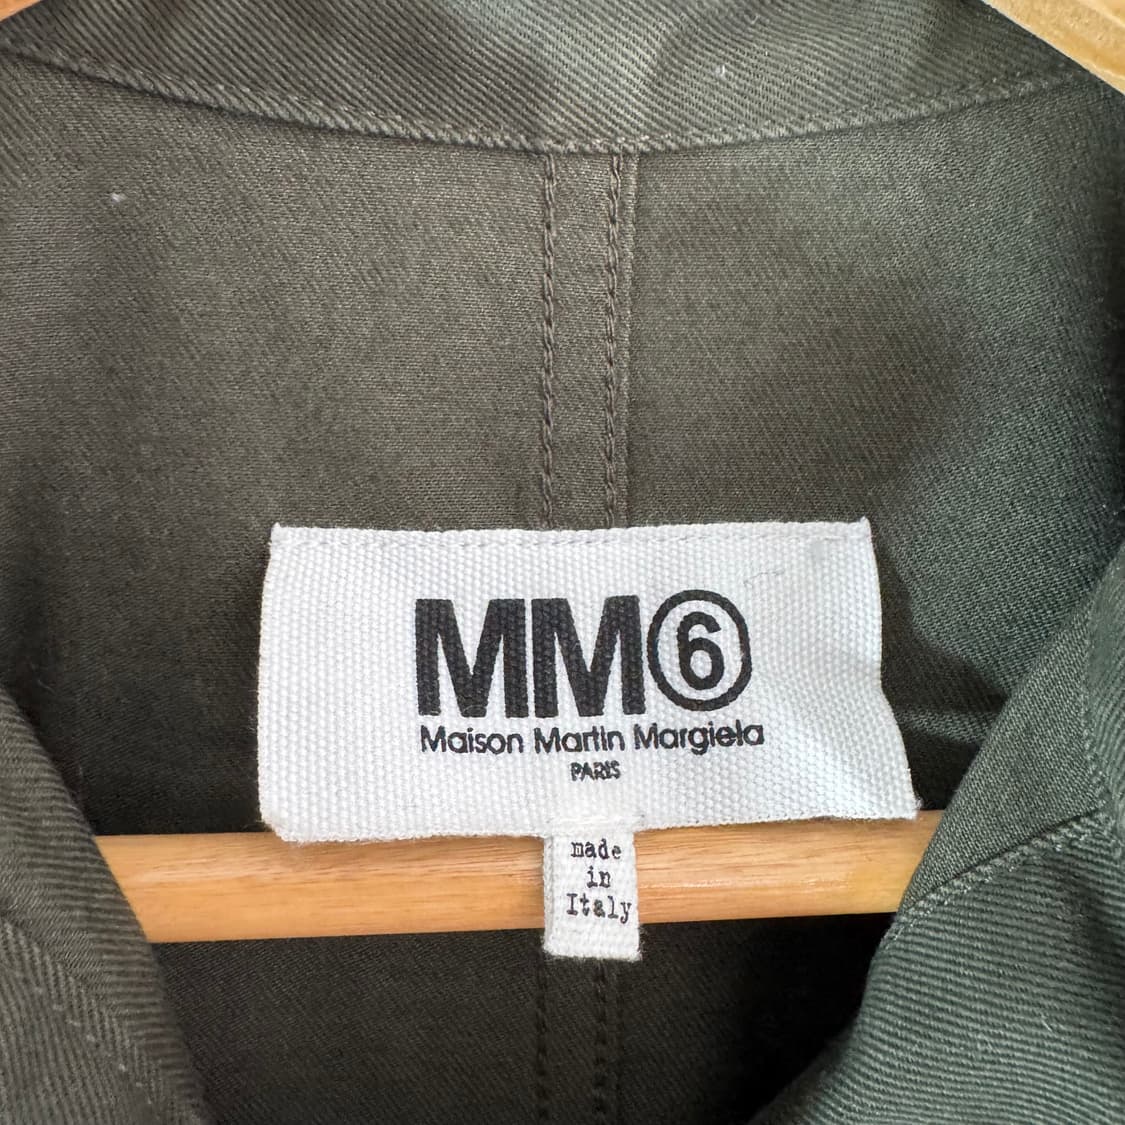 MM⑥
Maison Martin Margiela
PARIS
made
in
Italy